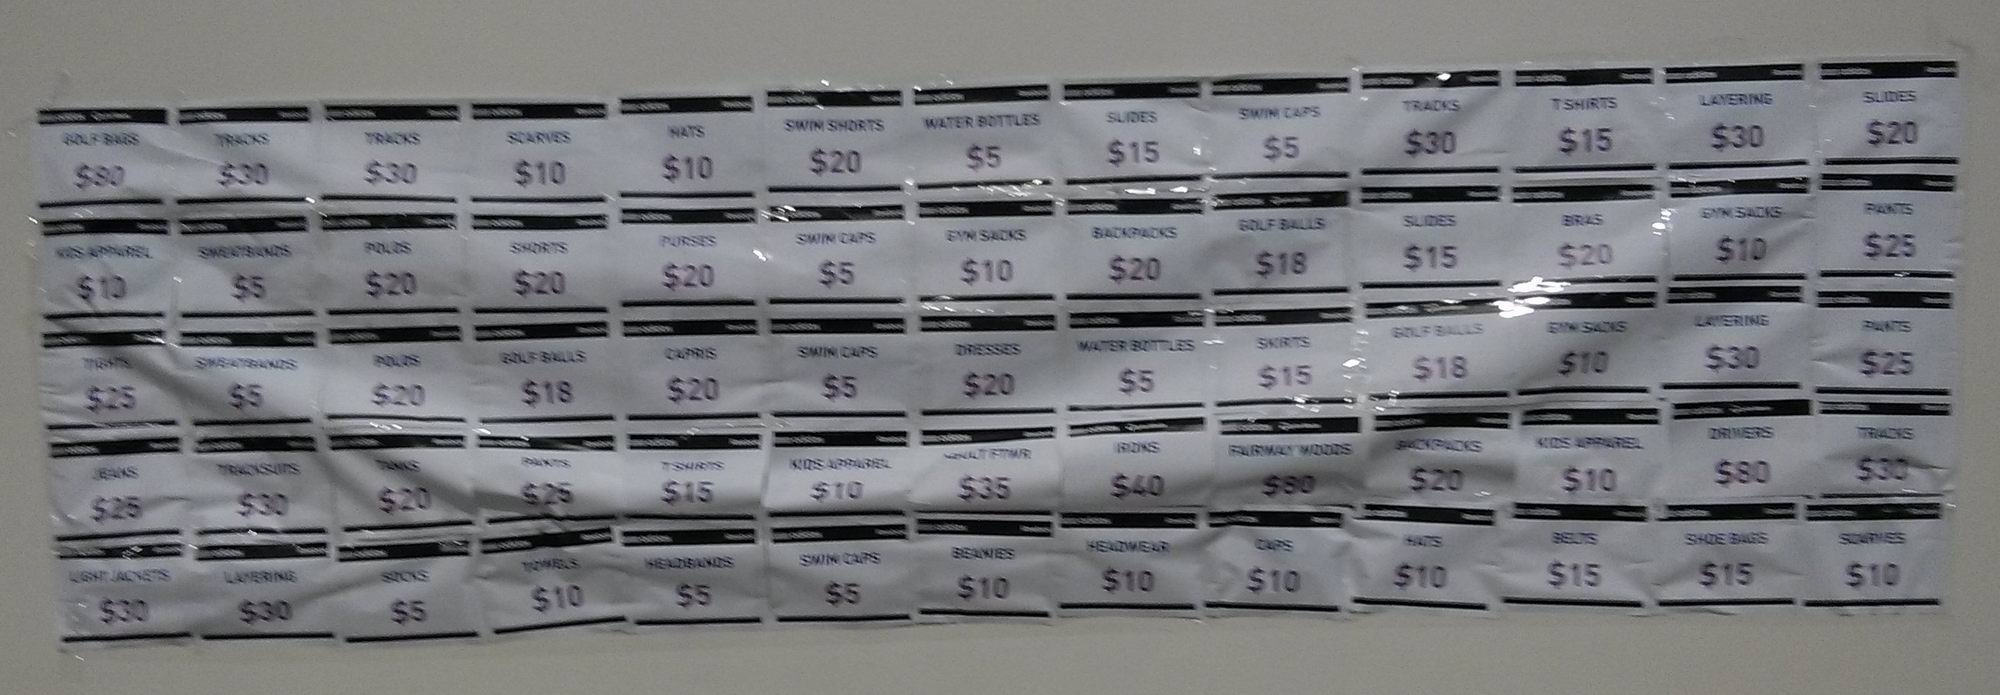 GOLF BAGS TRACKS TRACKS SCARVES HATS SWIM SHORTS WATER BOTTLES SLIDES SWIM CAPS TRACKS T SHIRTS LAYERING SLIDES
$80 $30 $30 $10 $10 $20 $5 $15 $5 $30 $15 $30 $20
KIDS APPAREL SWEATBANDS POLOS SHORTS PURSES SWIM CAPS GYM SACKS BACKPACKS GOLF BALLS SLIDES BRAS GYM SACKS PANTS
$10 $5 $20 $20 $20 $5 $10 $20 $18 $15 $20 $10 $25
TIGHTS SWEATBANDS POLOS GOLF BALLS CAPRIS SWIM CAPS DRESSES WATER BOTTLES SKIRTS GOLF BALLS GYM SACKS LAYERING PANTS
$25 $5 $20 $18 $20 $5 $20 $5 $15 $18 $10 $30 $25
JEANS TRACKSUITS TANKS PANTS T SHIRTS KIDS APPAREL ADULT FTWR IRONS FAIRWAY WOODS BACKPACKS KIDS APPAREL DRIVERS TRACKS
$25 $30 $20 $25 $15 $10 $35 $40 $80 $20 $10 $80 $30
LIGHT JACKETS LAYERING SOCKS TOWELS HEADBANDS SWIM CAPS BEANIES HEADWEAR CAPS HATS BELTS SHOE BAGS SCARVES
$30 $30 $5 $10 $5 $5 $10 $10 $10 $10 $15 $15 $10